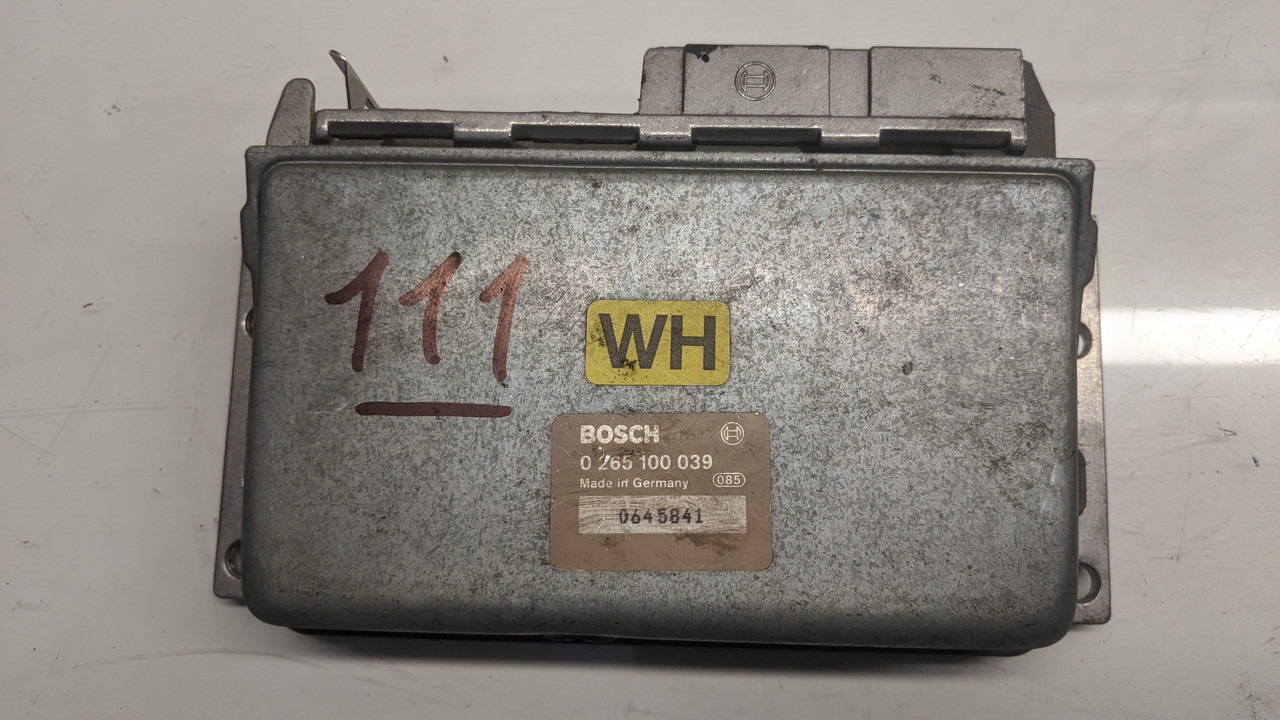 111
WH
BOSCH
0 265 100 039
Made in Germany 085
0645841